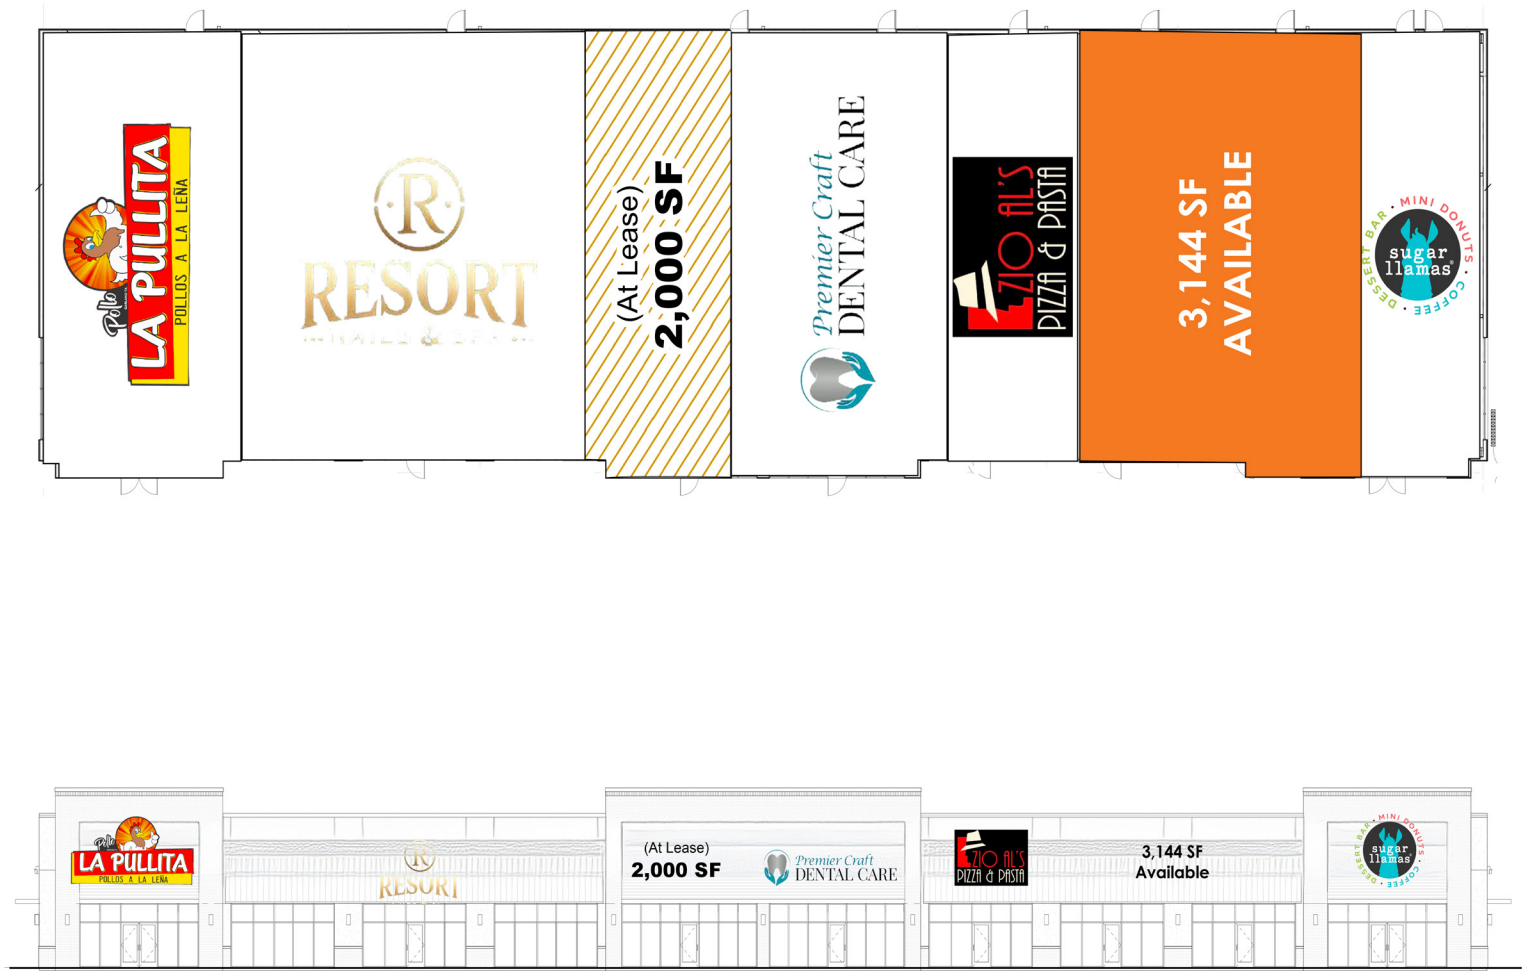 Pollo
LA PULLITA
POLLOS A LA LEÑA
R
RESORT
NAILS & SPA
(At Lease)
2,000 SF
Premier Craft
DENTAL CARE
ZIO AL'S
PIZZA & PASTA
3,144 SF
AVAILABLE
DESSERT BAR • MINI DONUTS • COFFEE •
sugar
llamas®
Pollo
LA PULLITA
POLLOS A LA LEÑA
R
RESORT
(At Lease)
2,000 SF
Premier Craft
DENTAL CARE
ZIO AL'S
PIZZA & PASTA
3,144 SF
Available
DESSERT BAR • MINI DONUTS • COFFEE •
sugar
llamas